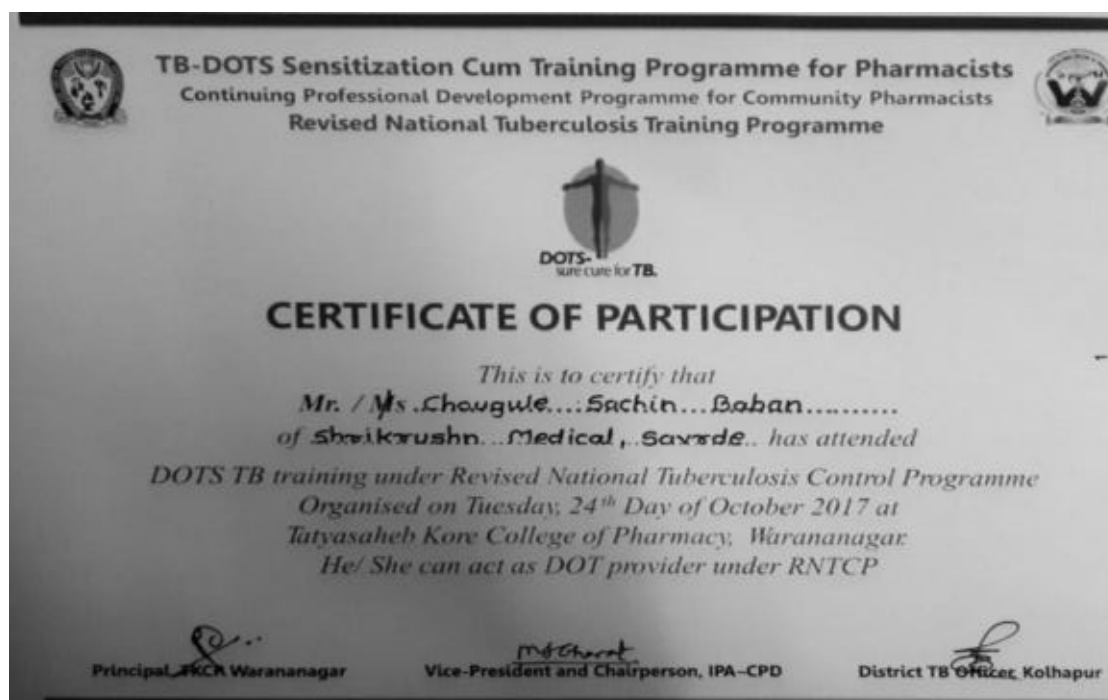 TB-DOTS Sensitization Cum Training Programme for Pharmacists
Continuing Professional Development Programme for Community Pharmacists
Revised National Tuberculosis Training Programme
DOTS-
sure cure for TB.
CERTIFICATE OF PARTICIPATION
This is to certify that
Mr. / Ms. Chougule....Sachin...Baban..........
of Shrikrushn...Medical,..Savrde.. has attended
DOTS TB training under Revised National Tuberculosis Control Programme
Organised on Tuesday, 24th Day of October 2017 at
Tatyasaheb Kore College of Pharmacy, Warananagar.
He/ She can act as DOT provider under RNTCP
Principal, TKCP, Warananagar
Vice-President and Chairperson, IPA-CPD
District TB Officer, Kolhapur